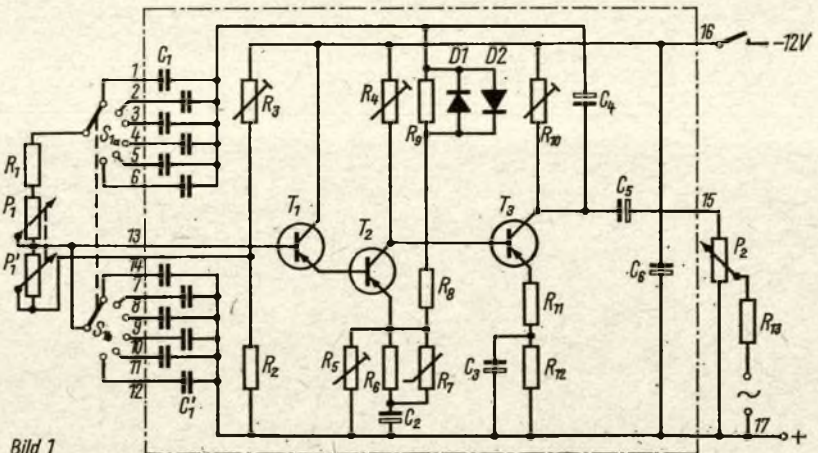 16
-12V
1
C1
2
3
4
5
6
S1a
R1
P1
P1'
13
14
7
8
9
10
11
12
S1b
C1'
R3
R2
T1
T2
R4
R5
R6
C2
R7
R8
R9
D1
D2
T3
R10
R11
R12
C3
C4
C5
C6
15
P2
R13
~
17
+
Bild 1